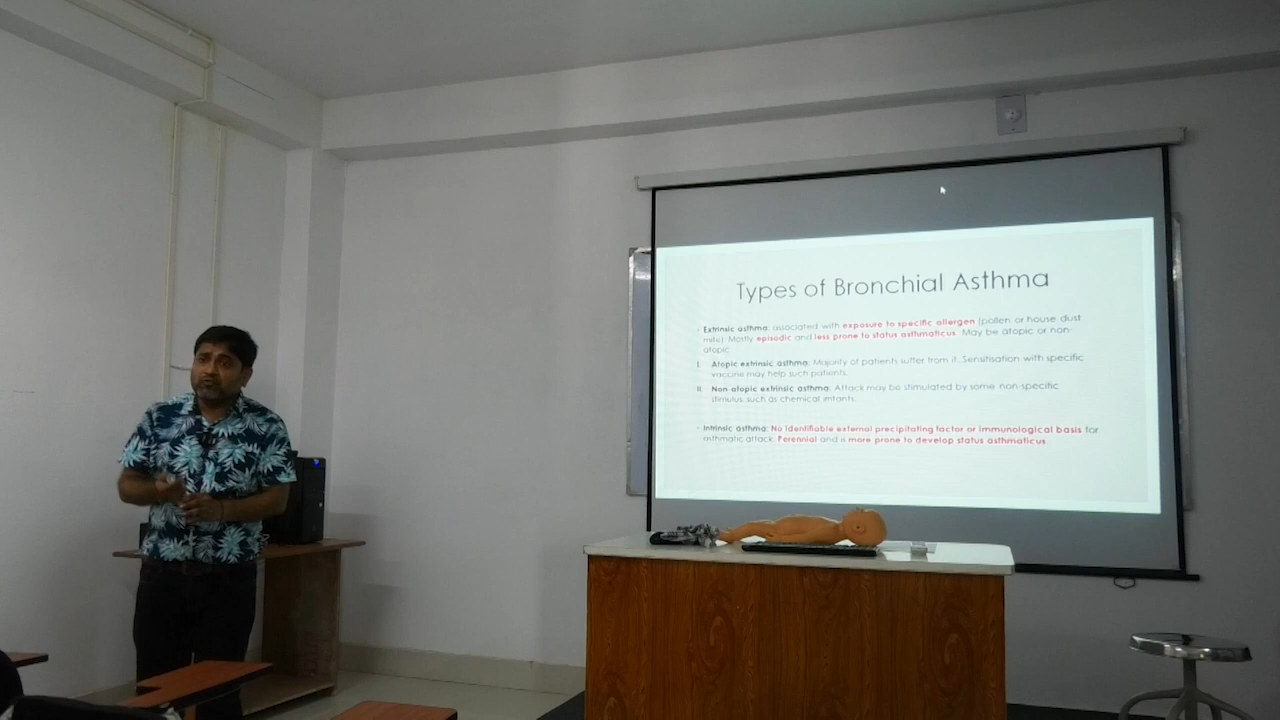 Types of Bronchial Asthma
Extrinsic asthma: associated with exposure to specific allergen (pollen or house dust
mite). Mostly episodic and less prone to status asthmaticus. May be atopic or non-
atopic
I. Atopic extrinsic asthma: Majority of patients suffer from it. Sensitisation with specific
vaccine may help such patients.
II. Non-atopic extrinsic asthma: Attack may be stimulated by some non-specific
stimulus, such as chemical irritants.
Intrinsic asthma: No identifiable external precipitating factor or immunological basis for
asthmatic attack. Perennial and is more prone to develop status asthmaticus.